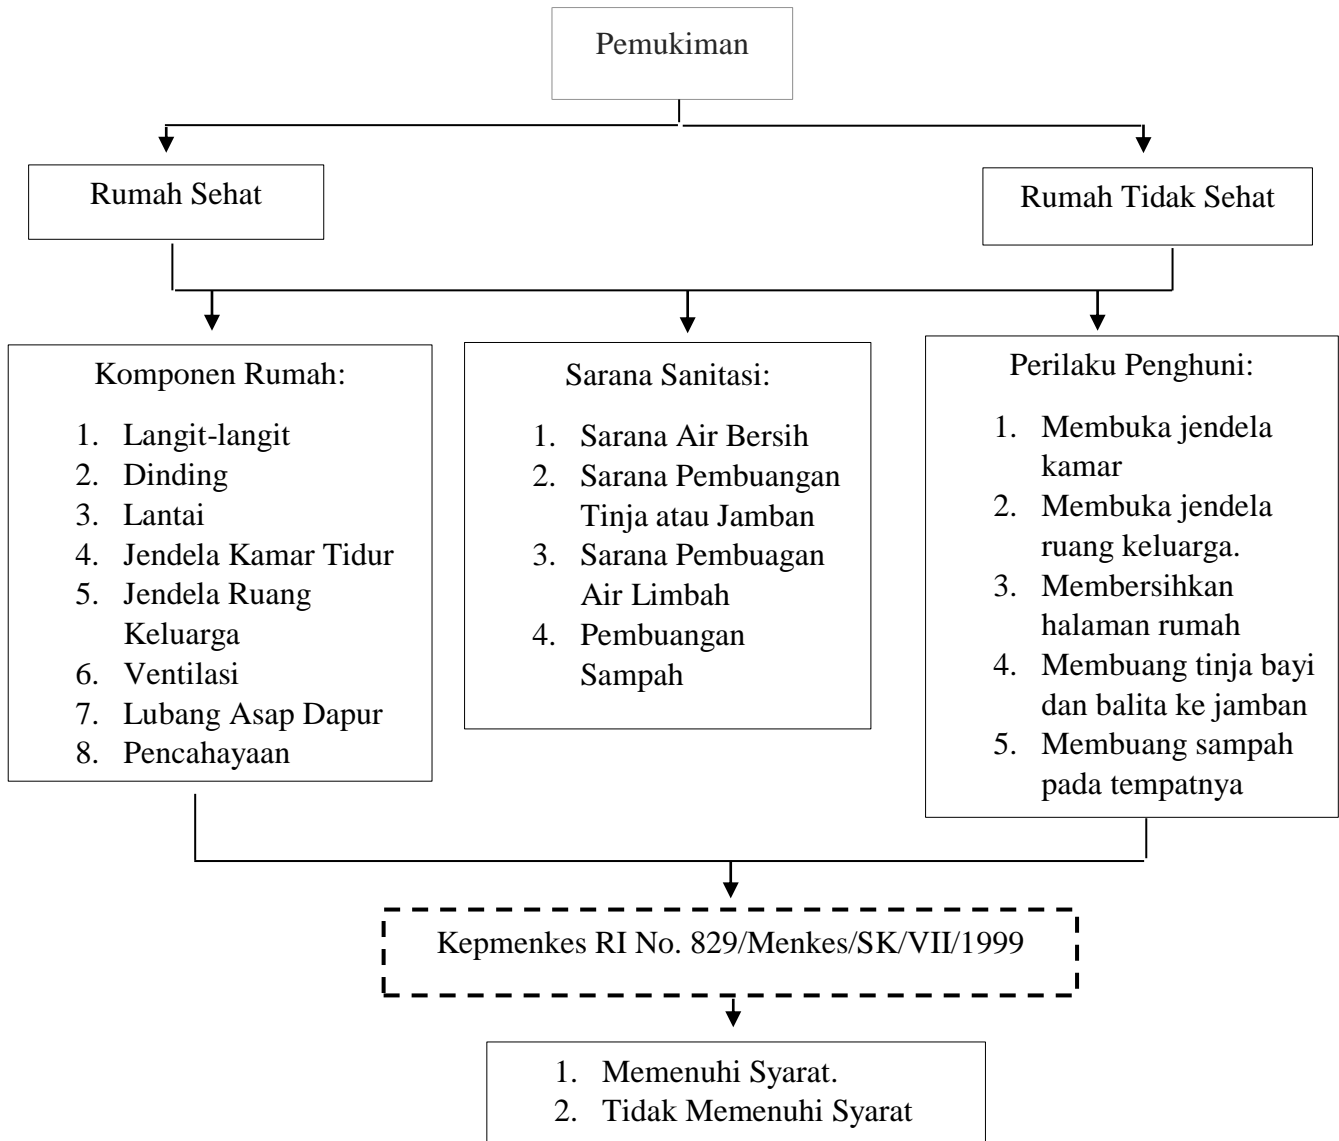 Pemukiman
Rumah Sehat
Rumah Tidak Sehat
Komponen Rumah:
1. Langit-langit
2. Dinding
3. Lantai
4. Jendela Kamar Tidur
5. Jendela Ruang
Keluarga
6. Ventilasi
7. Lubang Asap Dapur
8. Pencahayaan
Sarana Sanitasi:
1. Sarana Air Bersih
2. Sarana Pembuangan
Tinja atau Jamban
3. Sarana Pembuagan
Air Limbah
4. Pembuangan
Sampah
Perilaku Penghuni:
1. Membuka jendela
kamar
2. Membuka jendela
ruang keluarga.
3. Membersihkan
halaman rumah
4. Membuang tinja bayi
dan balita ke jamban
5. Membuang sampah
pada tempatnya
Kepmenkes RI No. 829/Menkes/SK/VII/1999
1. Memenuhi Syarat.
2. Tidak Memenuhi Syarat